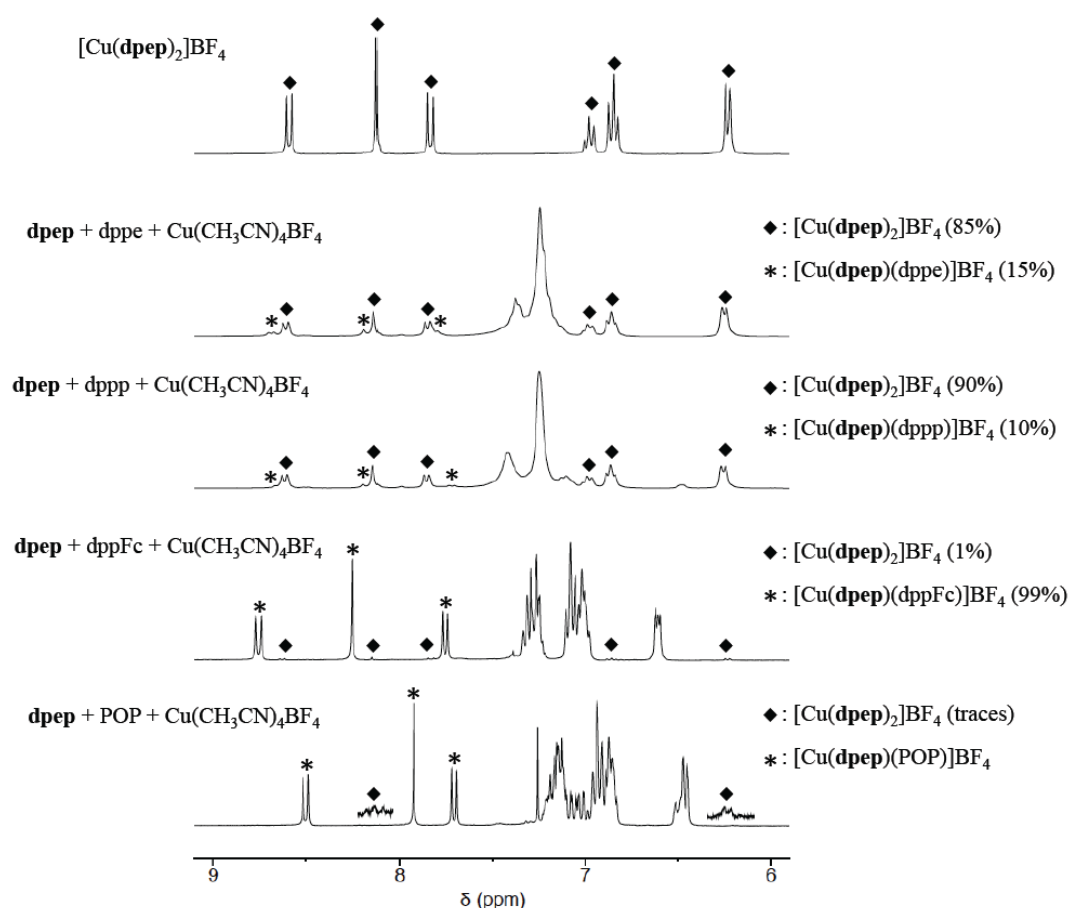 [Cu(dpep)₂]BF₄
dpep + dppe + Cu(CH₃CN)₄BF₄
◆ : [Cu(dpep)₂]BF₄ (85%)
* : [Cu(dpep)(dppe)]BF₄ (15%)
dpep + dppp + Cu(CH₃CN)₄BF₄
◆ : [Cu(dpep)₂]BF₄ (90%)
* : [Cu(dpep)(dppp)]BF₄ (10%)
dpep + dppFc + Cu(CH₃CN)₄BF₄
◆ : [Cu(dpep)₂]BF₄ (1%)
* : [Cu(dpep)(dppFc)]BF₄ (99%)
dpep + POP + Cu(CH₃CN)₄BF₄
◆ : [Cu(dpep)₂]BF₄ (traces)
* : [Cu(dpep)(POP)]BF₄
9 8 7 6
δ (ppm)